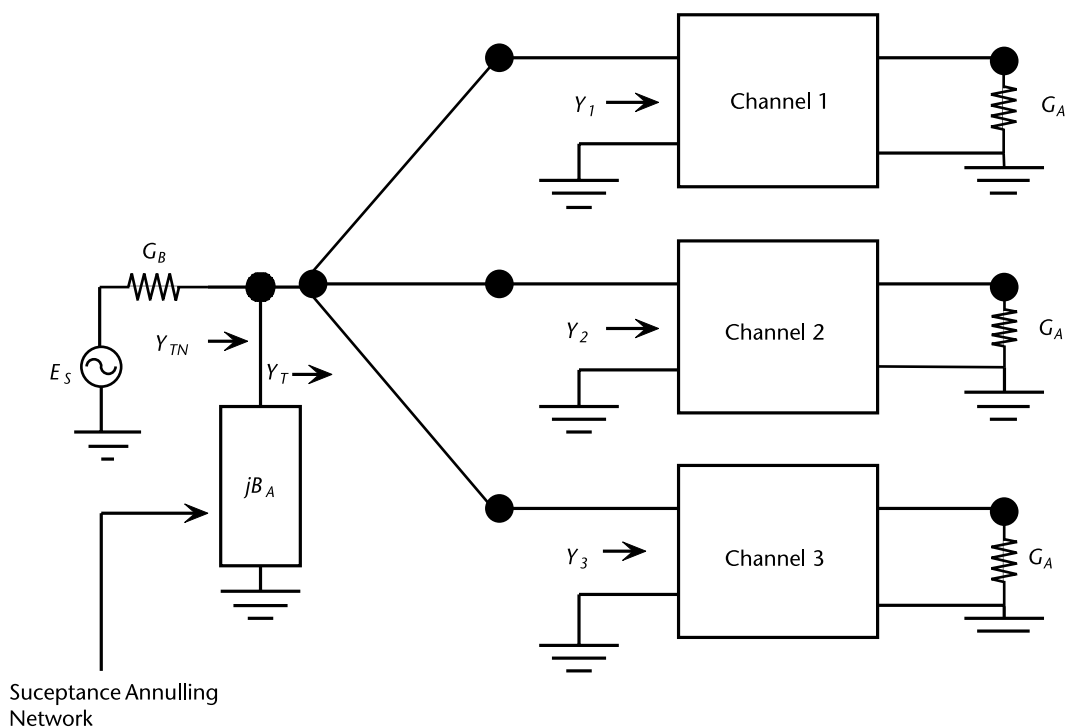 Y1
Channel 1
GA
GB
YTN
ES
YT
Y2
Channel 2
GA
jBA
Y3
Channel 3
GA
Suceptance Annulling
Network